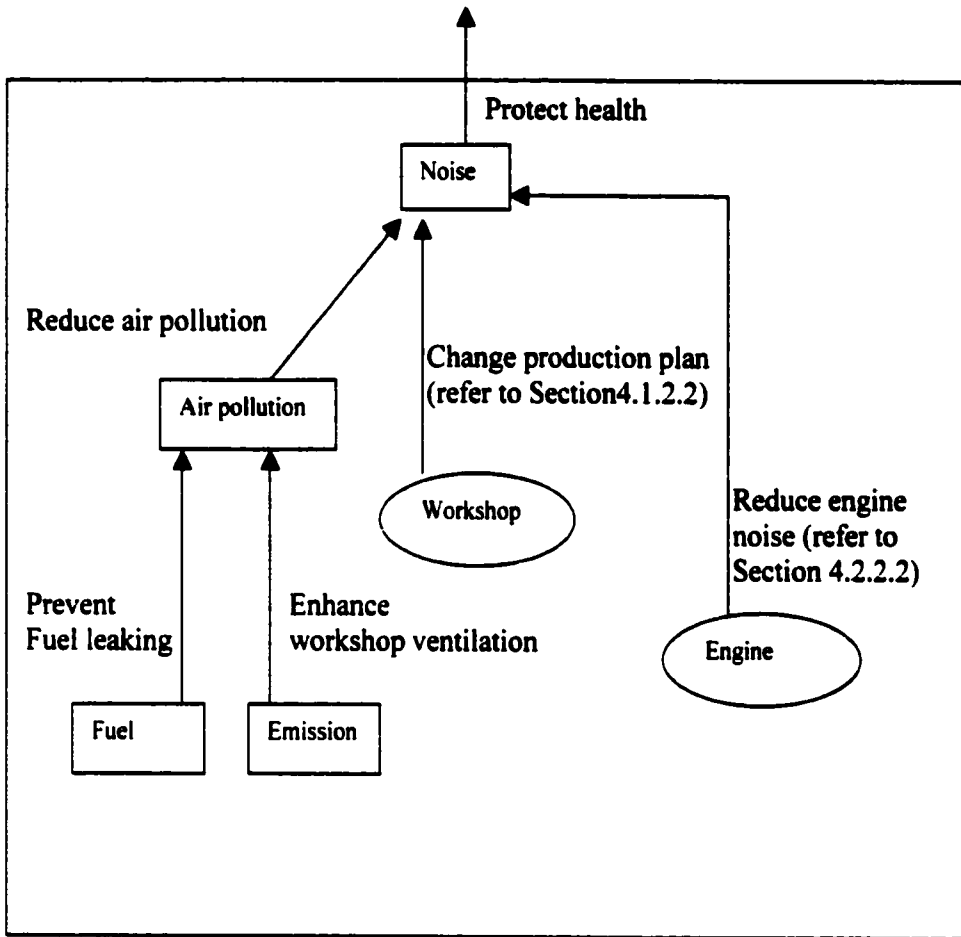 Protect health
Noise
Reduce air pollution
Change production plan
(refer to Section4.1.2.2)
Air pollution
Workshop
Reduce engine
noise (refer to
Section 4.2.2.2)
Prevent
Fuel leaking
Enhance
workshop ventilation
Engine
Fuel
Emission